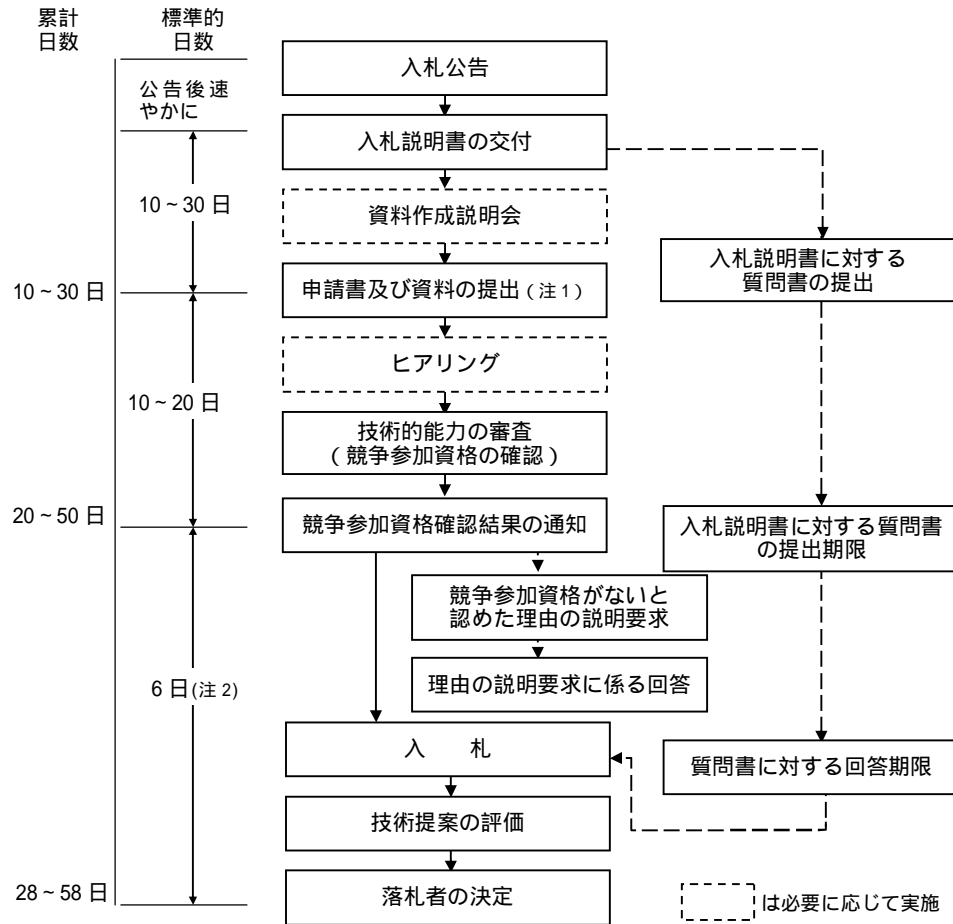 累計
日数
標準的
日数
公告後速
やかに
入札公告
入札説明書の交付
10~30 日
資料作成説明会
入札説明書に対する
質問書の提出
10~30 日
申請書及び資料の提出(注1)
ヒアリング
10~20 日
技術的能力の審査
(競争参加資格の確認)
20~50 日
競争参加資格確認結果の通知
入札説明書に対する質問書
の提出期限
競争参加資格がないと
認めた理由の説明要求
理由の説明要求に係る回答
6 日(注 2)
入 札
質問書に対する回答期限
技術提案の評価
28~58 日
落札者の決定
は必要に応じて実施